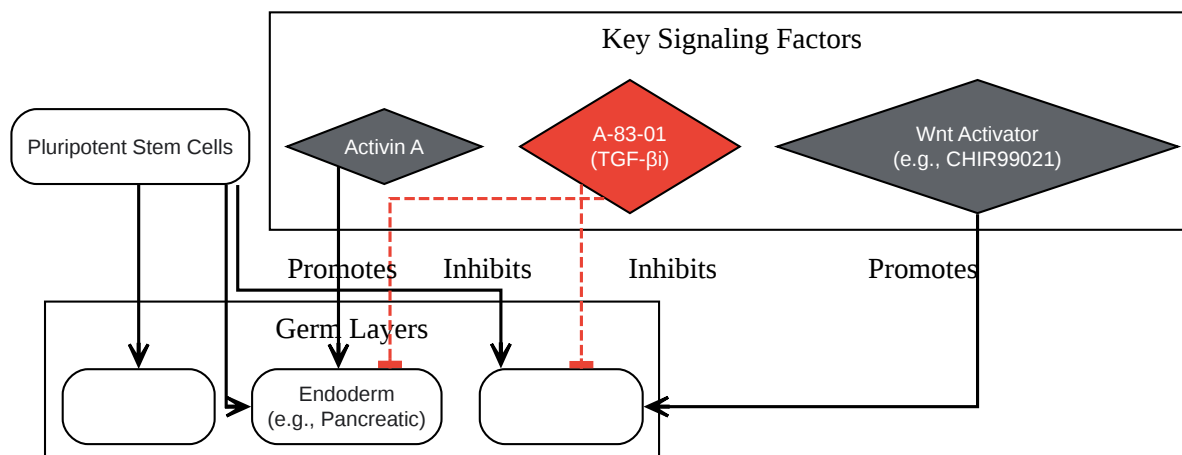 Key Signaling Factors
Pluripotent Stem Cells
Activin A
A-83-01
(TGF-βi)
Wnt Activator
(e.g., CHIR99021)
Promotes
Inhibits
Inhibits
Promotes
Germ Layers
Endoderm
(e.g., Pancreatic)